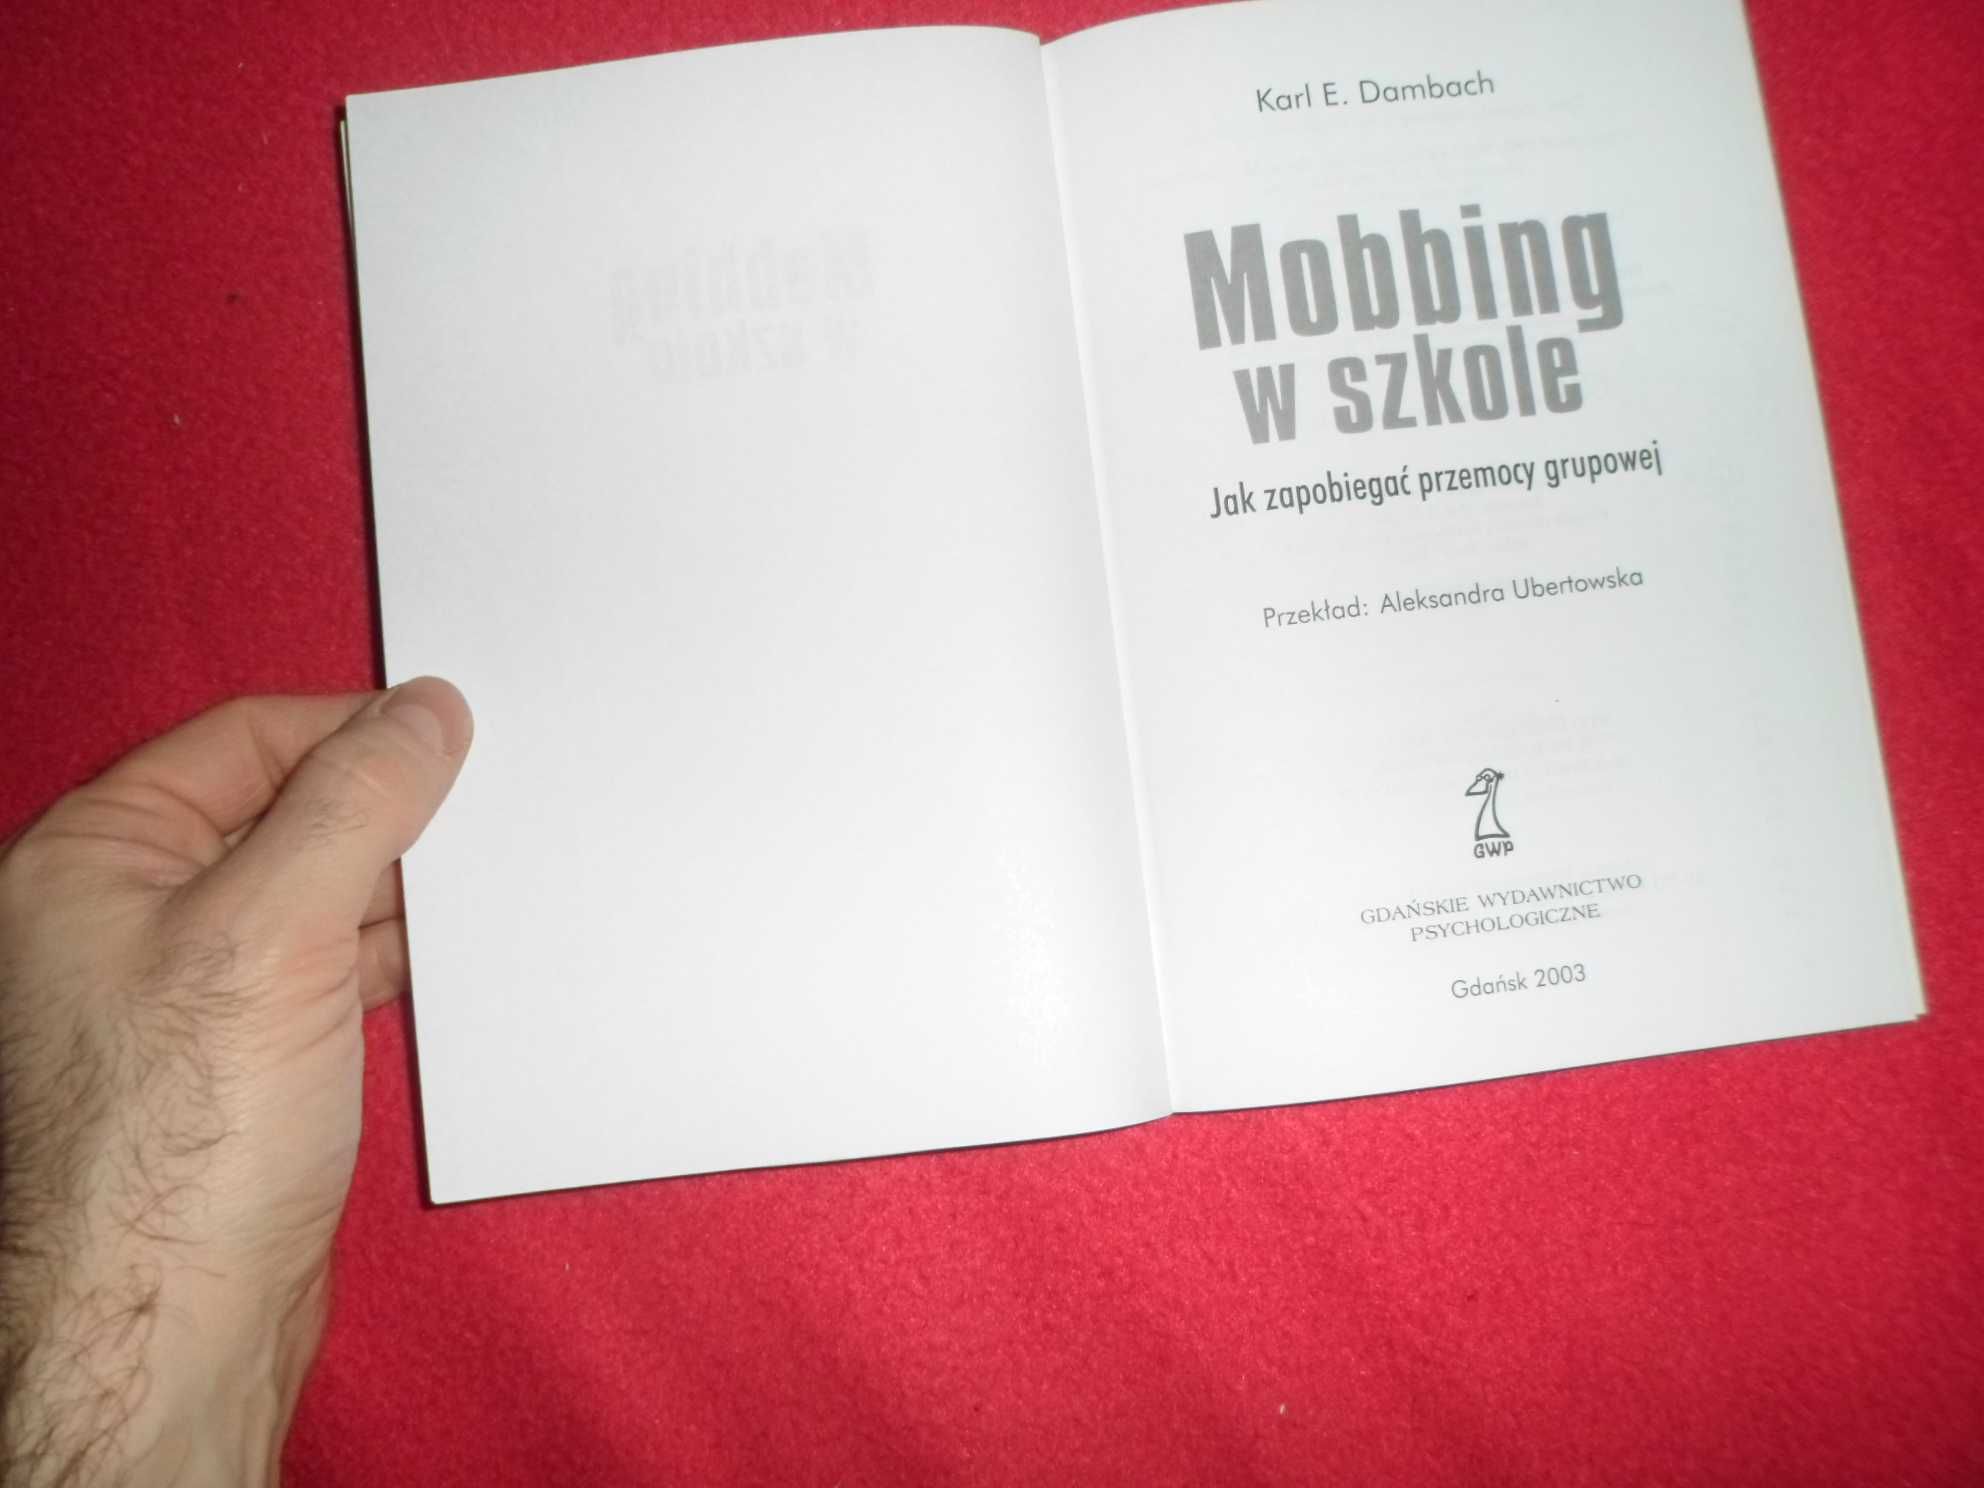 Karl E. Dambach
Mobbing
w szkole
Jak zapobiegać przemocy grupowej
Przekład: Aleksandra Ubertowska
GWP
GDAŃSKIE WYDAWNICTWO
PSYCHOLOGICZNE
Gdańsk 2003